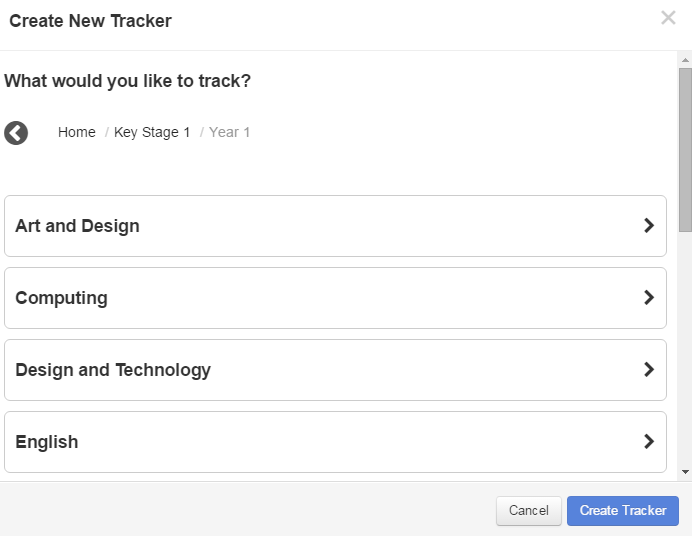 Create New Tracker
What would you like to track?
Home / Key Stage 1 / Year 1
Art and Design
Computing
Design and Technology
English
Cancel Create Tracker